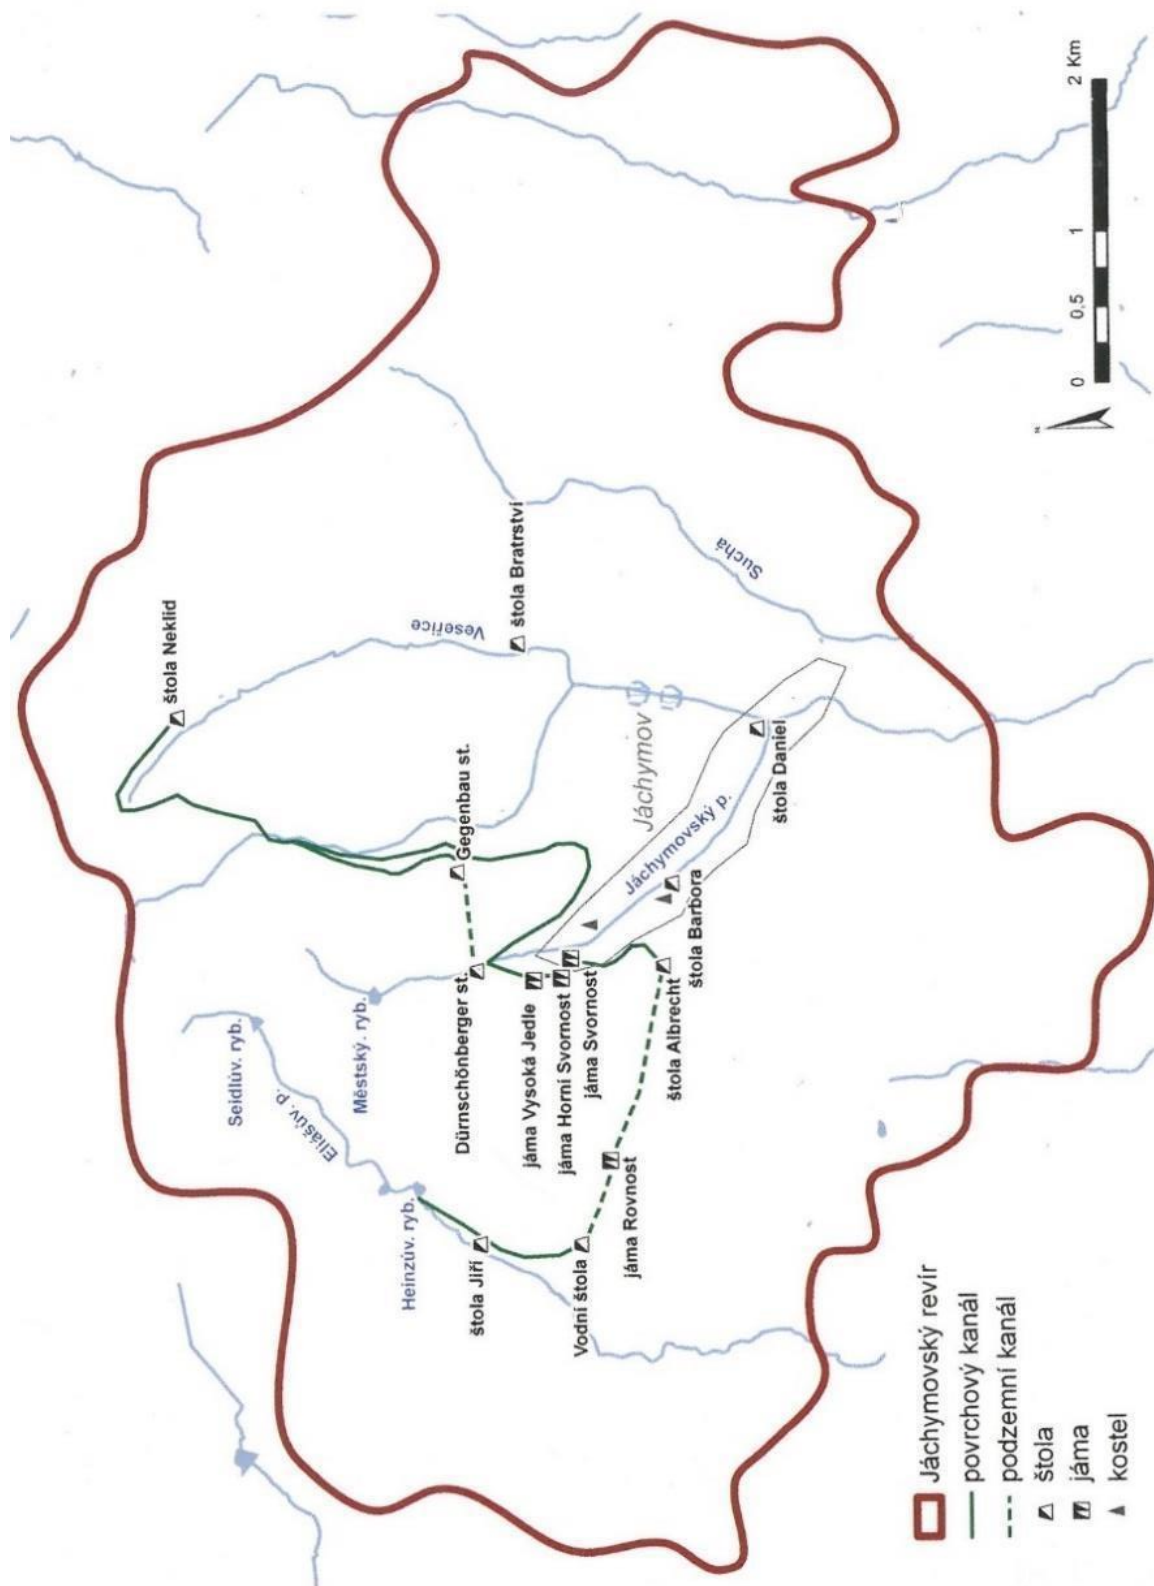 štola Neklid
Seidlův. ryb.
Eliášův. p.
Městský. ryb.
Heinzův. ryb.
Veseřice
štola Bratrství
Gegenbau st.
Dürnschönberger st.
štola Jiří
jáma Vysoká Jedle
jáma Horní Svornost
jáma Svornost
Vodní štola
jáma Rovnost
štola Albrecht
štola Barbora
Jáchymov
Jáchymovský p.
štola Daniel
Suchá
Jáchymovský revír
povrchový kanál
podzemní kanál
štola
jáma
kostel
N
0 0,5 1 2 Km